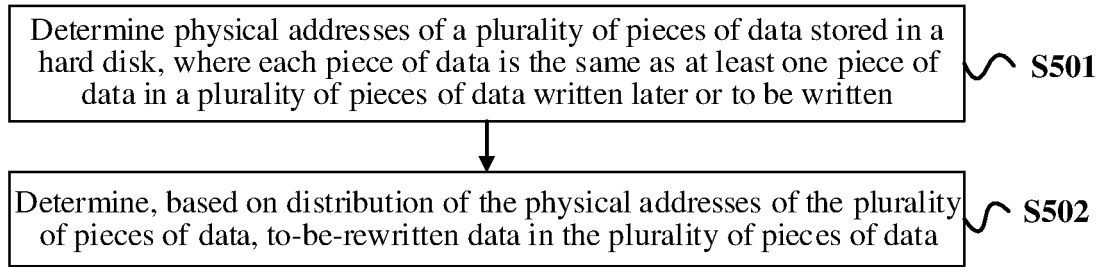 Determine physical addresses of a plurality of pieces of data stored in a
hard disk, where each piece of data is the same as at least one piece of
data in a plurality of pieces of data written later or to be written
S501
Determine, based on distribution of the physical addresses of the plurality
of pieces of data, to-be-rewritten data in the plurality of pieces of data
S502